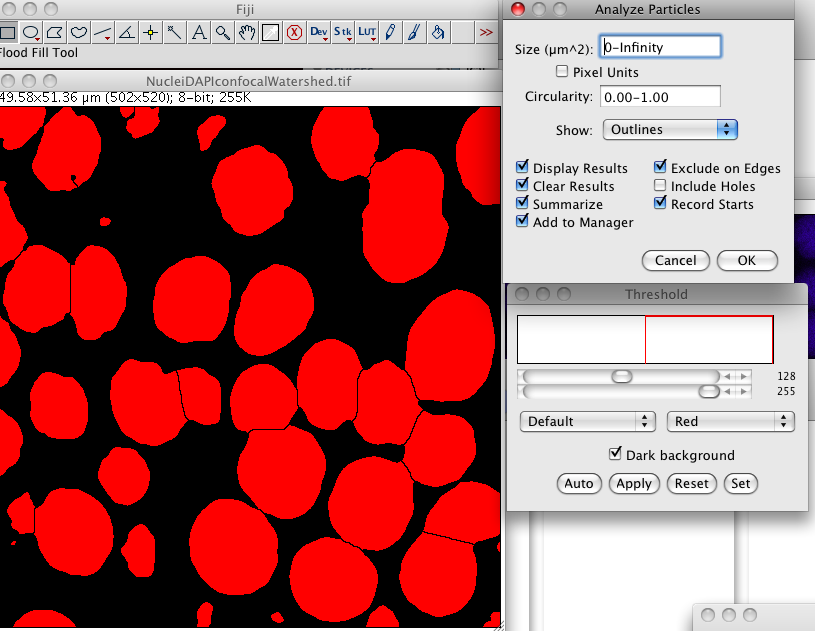 Fiji
Dev Stk LUT >>
Flood Fill Tool
NucleiDAPIconfocalWatershed.tif
49.58x51.36 µm (502x520); 8-bit; 255K
Analyze Particles
Size (µm^2): 0-Infinity
Pixel Units
Circularity: 0.00-1.00
Show: Outlines
Display Results Exclude on Edges
Clear Results Include Holes
Summarize Record Starts
Add to Manager
Cancel OK
Threshold
128
255
Default Red
Dark background
Auto Apply Reset Set